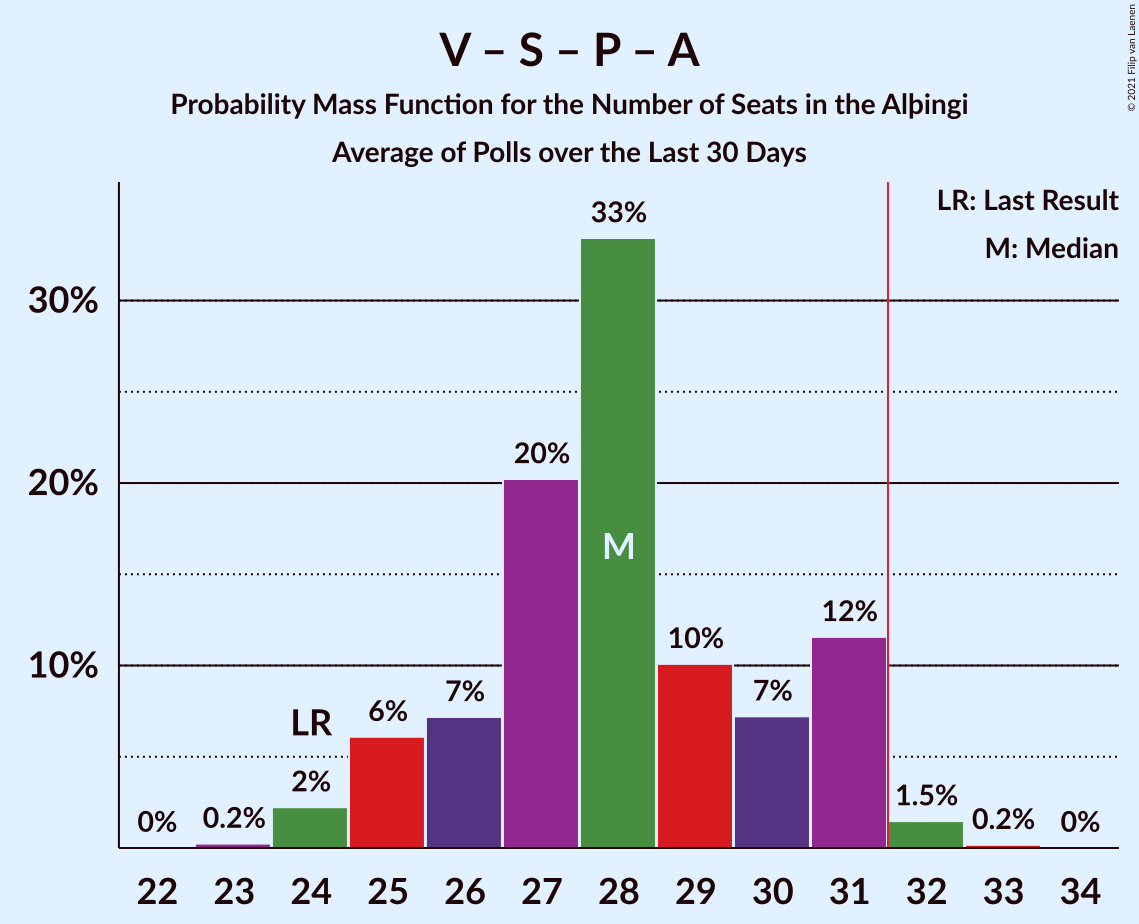 V – S – P – A
Probability Mass Function for the Number of Seats in the Alþingi
Average of Polls over the Last 30 Days
© 2021 Filip van Laenen
LR: Last Result
M: Median
30%
20%
10%
0%
0.2%
LR
2%
6%
7%
20%
33%
M
10%
7%
12%
1.5%
0.2%
0%
22 23 24 25 26 27 28 29 30 31 32 33 34